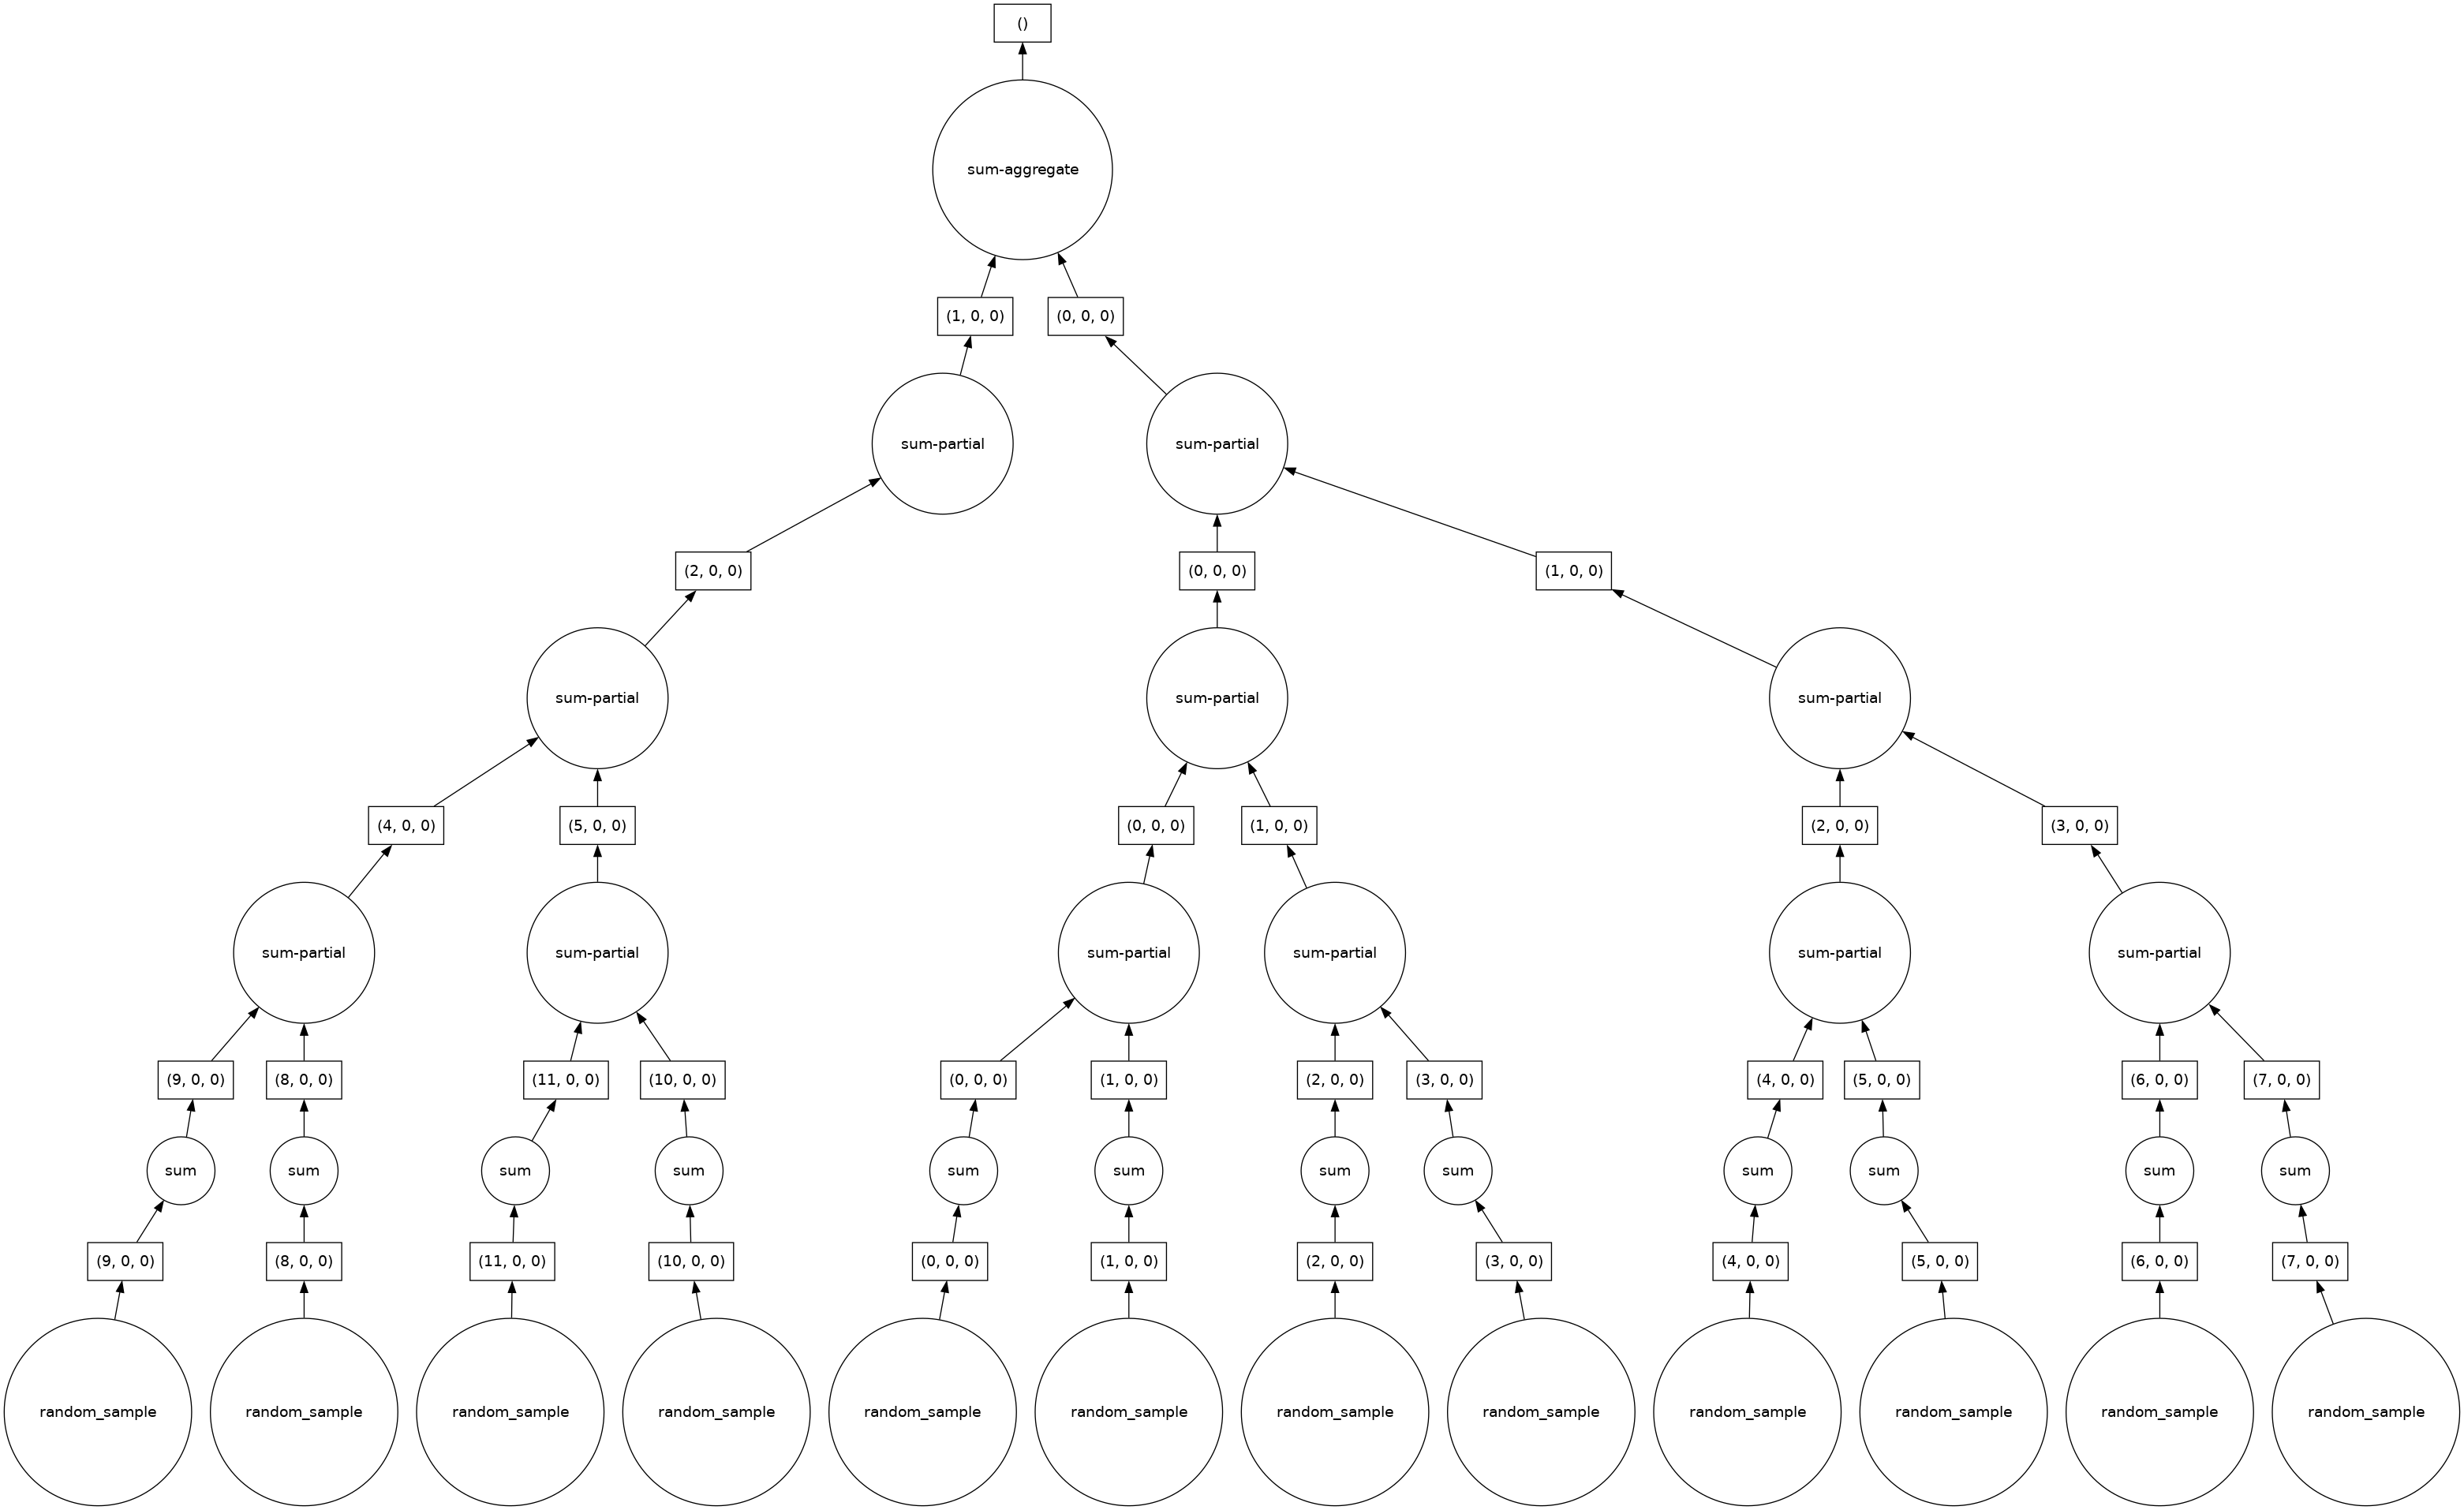 ()
sum-aggregate
(1, 0, 0)
(0, 0, 0)
sum-partial
sum-partial
(2, 0, 0)
(0, 0, 0)
(1, 0, 0)
sum-partial
sum-partial
sum-partial
(4, 0, 0)
(5, 0, 0)
(0, 0, 0)
(1, 0, 0)
(2, 0, 0)
(3, 0, 0)
sum-partial
sum-partial
sum-partial
sum-partial
sum-partial
sum-partial
(9, 0, 0)
(8, 0, 0)
(11, 0, 0)
(10, 0, 0)
(0, 0, 0)
(1, 0, 0)
(2, 0, 0)
(3, 0, 0)
(4, 0, 0)
(5, 0, 0)
(6, 0, 0)
(7, 0, 0)
sum
sum
sum
sum
sum
sum
sum
sum
sum
sum
sum
sum
(9, 0, 0)
(8, 0, 0)
(11, 0, 0)
(10, 0, 0)
(0, 0, 0)
(1, 0, 0)
(2, 0, 0)
(3, 0, 0)
(4, 0, 0)
(5, 0, 0)
(6, 0, 0)
(7, 0, 0)
random_sample
random_sample
random_sample
random_sample
random_sample
random_sample
random_sample
random_sample
random_sample
random_sample
random_sample
random_sample